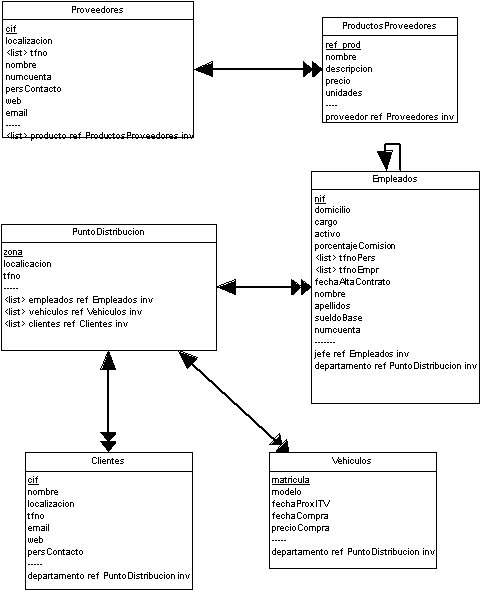 Proveedores
cif
localizacion
<list> tfno
nombre
numcuenta
persContacto
web
email
-----
<list> producto ref ProductosProveedores inv
ProductosProveedores
ref_prod
nombre
descripcion
precio
unidades
----
proveedor ref Proveedores inv
Empleados
nif
domicilio
cargo
activo
porcentajeComision
<list> tfnoPers
<list> tfnoEmpr
fechaAltaContrato
nombre
apellidos
sueldoBase
numcuenta
-------
jefe ref Empleados inv
departamento ref PuntoDistribucion inv
PuntoDistribucion
zona
localicacion
tfno
-----
<list> empleados ref Empleados inv
<list> vehiculos ref Vehiculos inv
<list> clientes ref Clientes inv
Clientes
cif
nombre
localizacion
tfno
email
web
persContacto
-----
departamento ref PuntoDistribucion inv
Vehiculos
matricula
modelo
fechaProxITV
fechaCompra
precioCompra
-----
departamento ref PuntoDistribucion inv